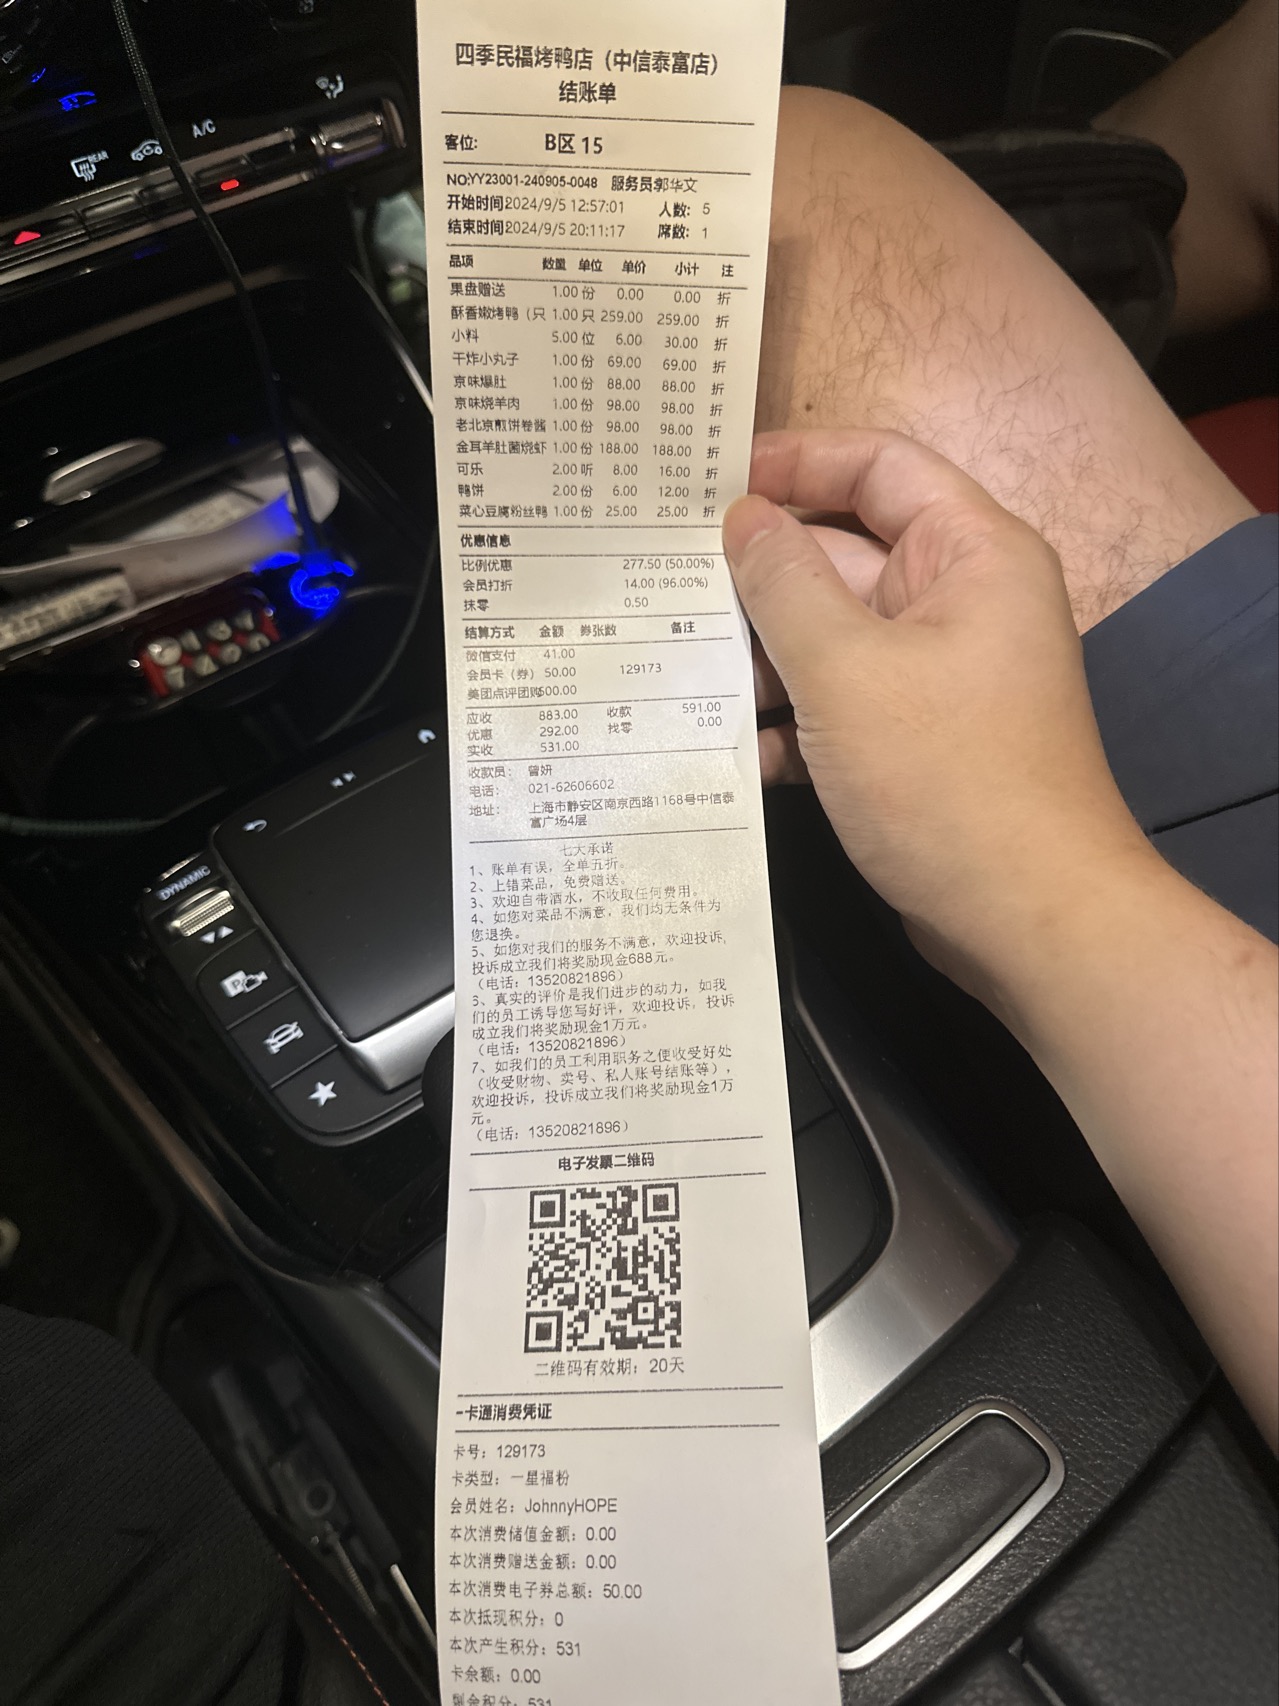 四季民福烤鸭店（中信泰富店）
结账单
客位： B区 15
NO:YY23001-240905-0048 服务员:郭华文
开始时间2024/9/5 12:57:01 人数： 5
结束时间2024/9/5 20:11:17 席数： 1
品项 数量 单位 单价 小计 注
果盘赠送 1.00 份 0.00 0.00 折
酥香嫩烤鸭（只 1.00 只 259.00 259.00 折
小料 5.00 位 6.00 30.00 折
干炸小丸子 1.00 份 69.00 69.00 折
京味爆肚 1.00 份 88.00 88.00 折
京味烧羊肉 1.00 份 98.00 98.00 折
老北京煎饼卷酱 1.00 份 98.00 98.00 折
金耳羊肚菌烧虾 1.00 份 188.00 188.00 折
可乐 2.00 听 8.00 16.00 折
鸭饼 2.00 份 6.00 12.00 折
菜心豆腐粉丝鸭 1.00 份 25.00 25.00 折
优惠信息
比例优惠 277.50 (50.00%)
会员打折 14.00 (96.00%)
抹零 0.50
结算方式 金额 券张数 备注
微信支付 41.00
会员卡（券） 50.00 129173
美团点评团购500.00
应收 883.00 收款 591.00
优惠 292.00 找零 0.00
实收 531.00
收款员： 曾妍
电话： 021-62606602
地址： 上海市静安区南京西路1168号中信泰
富广场4层
七大承诺
1、账单有误，全单五折。
2、上错菜品，免费赠送。
3、欢迎自带酒水，不收取任何费用。
4、如您对菜品不满意，我们均无条件为
您退换。
5、如您对我们的服务不满意，欢迎投诉，
投诉成立我们将奖励现金688元。
（电话：13520821896）
6、真实的评价是我们进步的动力，如我
们的员工诱导您写好评，欢迎投诉，投诉
成立我们将奖励现金1万元。
（电话：13520821896）
7、如我们的员工利用职务之便收受好处
（收受财物、卖号、私人账号结账等），
欢迎投诉，投诉成立我们将奖励现金1万
元。
（电话：13520821896）
电子发票二维码
二维码有效期：20天
一卡通消费凭证
卡号：129173
卡类型：一星福粉
会员姓名：JohnnyHOPE
本次消费储值金额：0.00
本次消费赠送金额：0.00
本次消费电子券总额：50.00
本次抵现积分：0
本次产生积分：531
卡余额：0.00
剩余积分：531
A/C
REAR
DYNAMIC